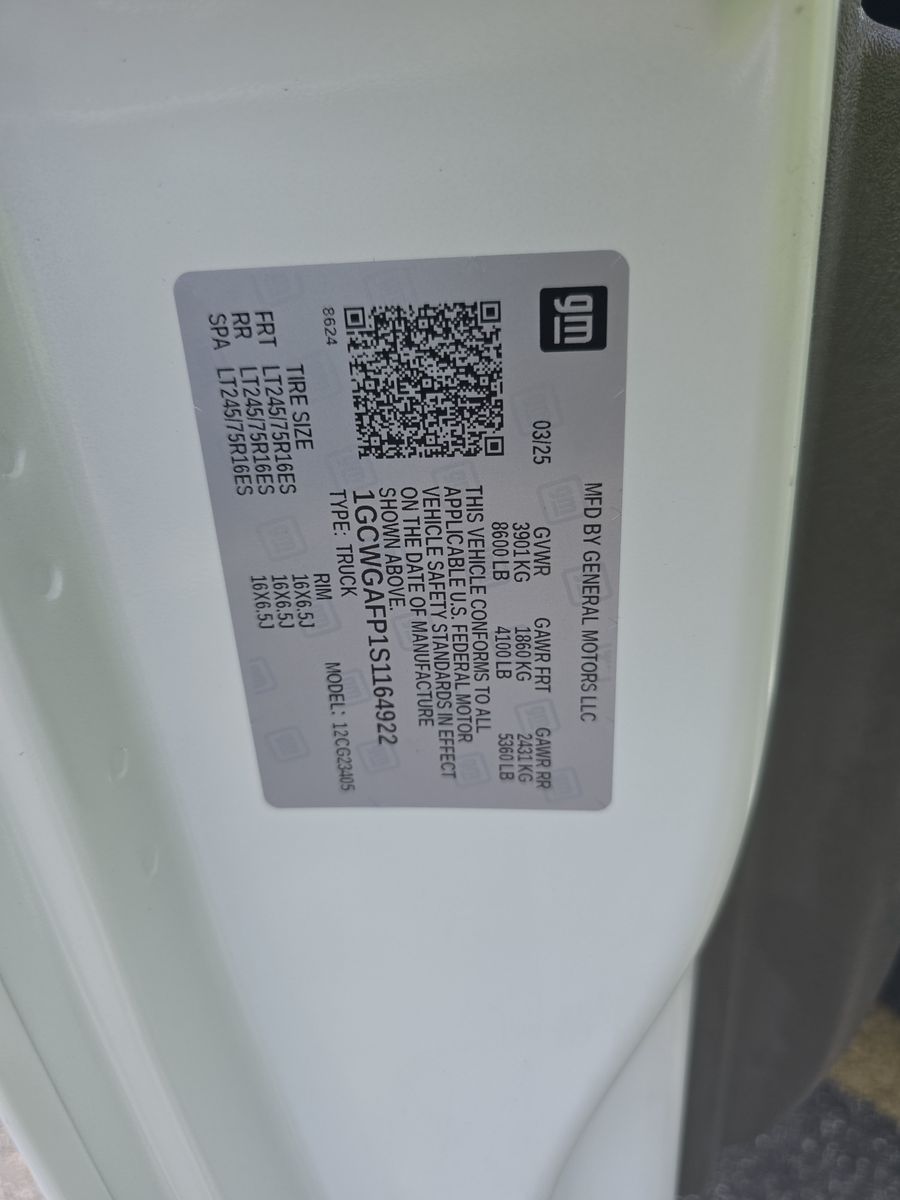 gm
MFD BY GENERAL MOTORS LLC
03/25
GVWR GAWR FRT GAWR RR
3901 KG 1860 KG 2431 KG
8600 LB 4100 LB 5360 LB
THIS VEHICLE CONFORMS TO ALL
APPLICABLE U.S. FEDERAL MOTOR
VEHICLE SAFETY STANDARDS IN EFFECT
ON THE DATE OF MANUFACTURE
SHOWN ABOVE.
1GCWGAFP1S1164922
8624
TYPE: TRUCK MODEL: 12CG23405
TIRE SIZE RIM
FRT LT245/75R16ES 16X6.5J
RR LT245/75R16ES 16X6.5J
SPA LT245/75R16ES 16X6.5J